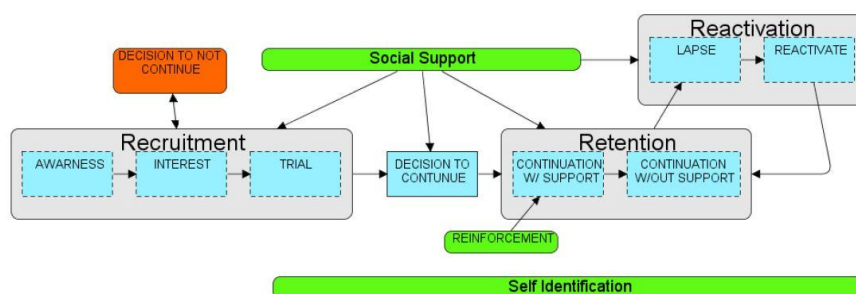 Reactivation
LAPSE
REACTIVATE
DECISION TO NOT
CONTINUE
Social Support
Recruitment
AWARNESS
INTEREST
TRIAL
DECISION TO
CONTUNUE
Retention
CONTINUATION
W/ SUPPORT
CONTINUATION
W/OUT SUPPORT
REINFORCEMENT
Self Identification